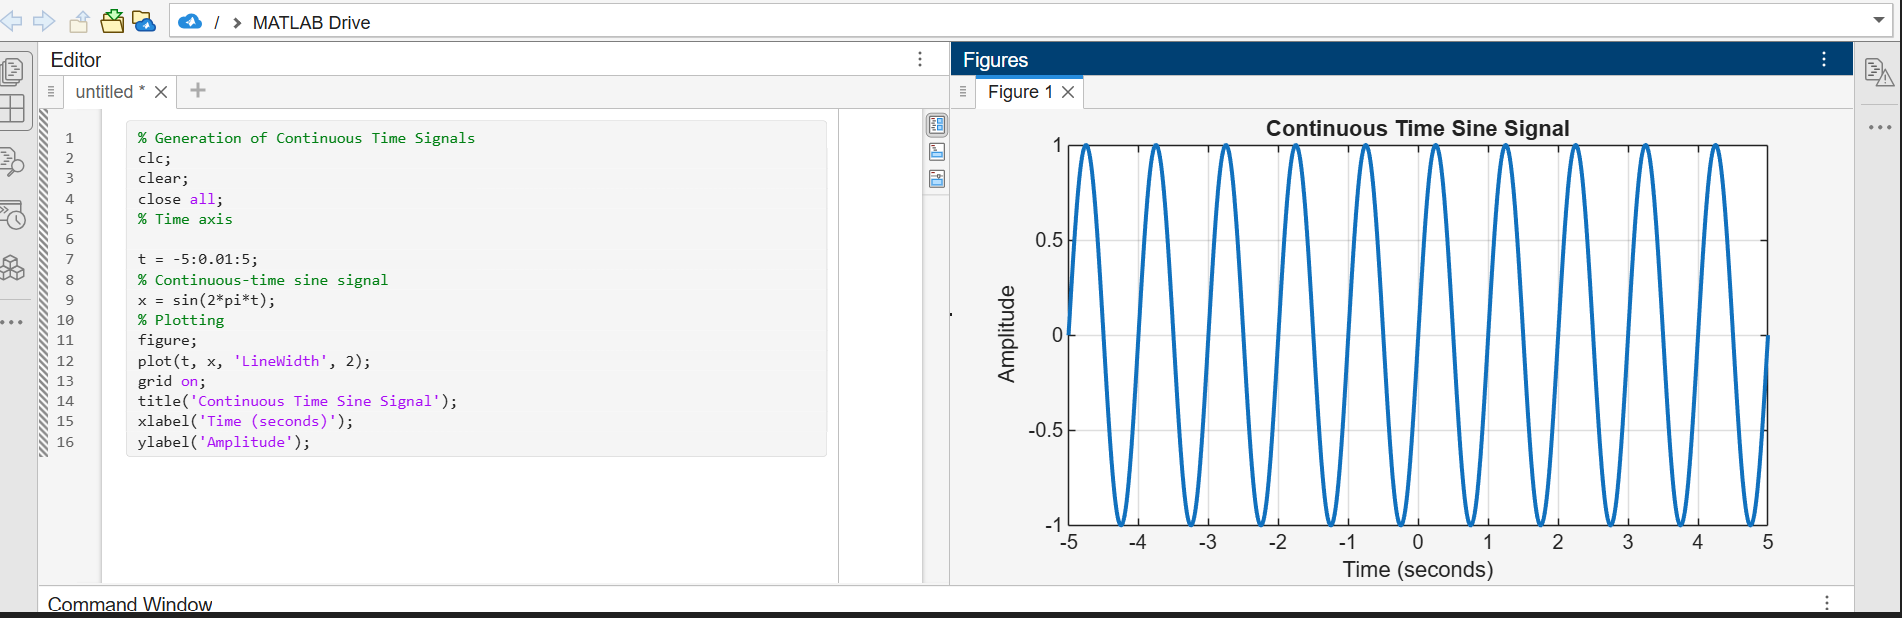 / > MATLAB Drive
Editor
untitled * × +
1 % Generation of Continuous Time Signals
2 clc;
3 clear;
4 close all;
5 % Time axis
6
7 t = -5:0.01:5;
8 % Continuous-time sine signal
9 x = sin(2*pi*t);
10 % Plotting
11 figure;
12 plot(t, x, 'LineWidth', 2);
13 grid on;
14 title('Continuous Time Sine Signal');
15 xlabel('Time (seconds)');
16 ylabel('Amplitude');
Figures
Figure 1 ×
Continuous Time Sine Signal
1
0.5
0
-0.5
-1
Amplitude
-5 -4 -3 -2 -1 0 1 2 3 4 5
Time (seconds)
Command Window